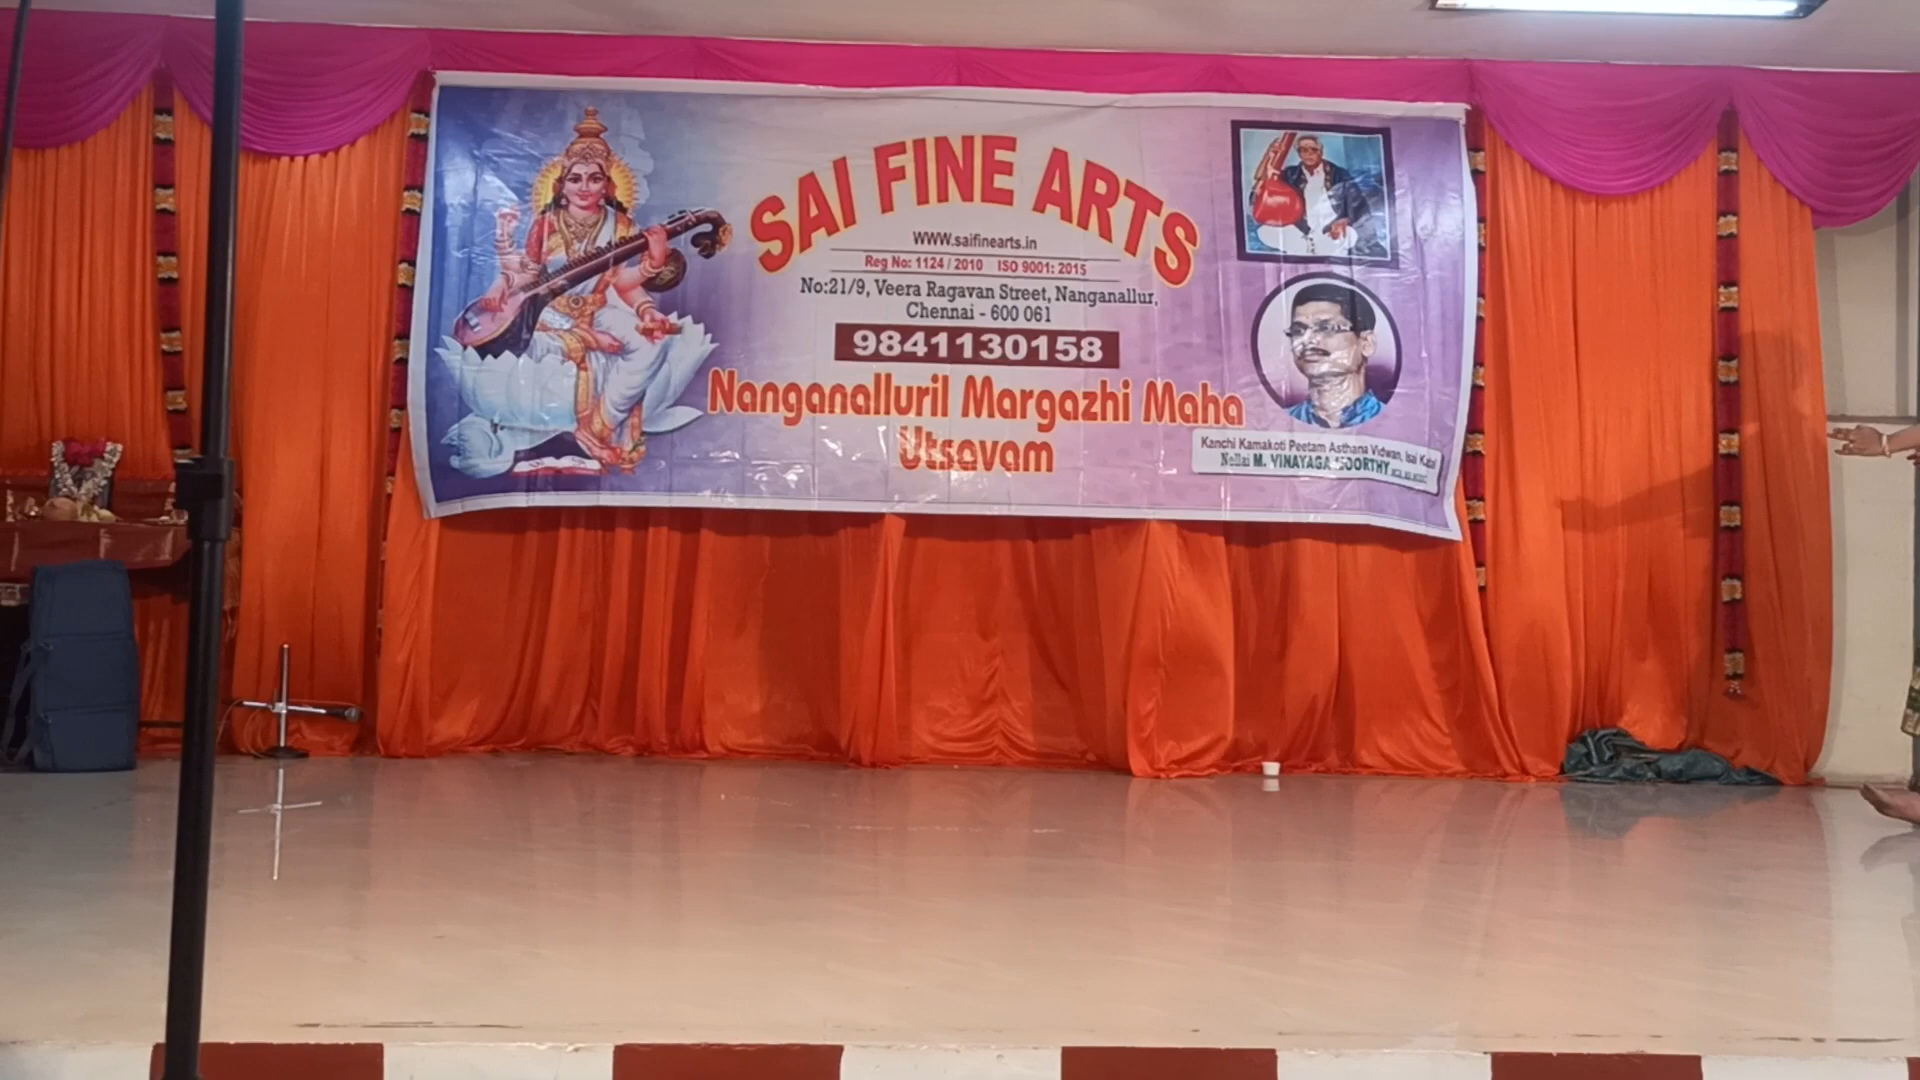 SAI FINE ARTS
WWW.saifinearts.in
Reg No: 1124 / 2010 ISO 9001: 2015
No:21/9, Veera Ragavan Street, Nanganallur,
Chennai - 600 061
9841130158
Nanganalluril Margazhi Maha
Utsavam
Kanchi Kamakoti Peetam Asthana Vidwan, Isai
Nellai M. VINAYAGA MOORTHY